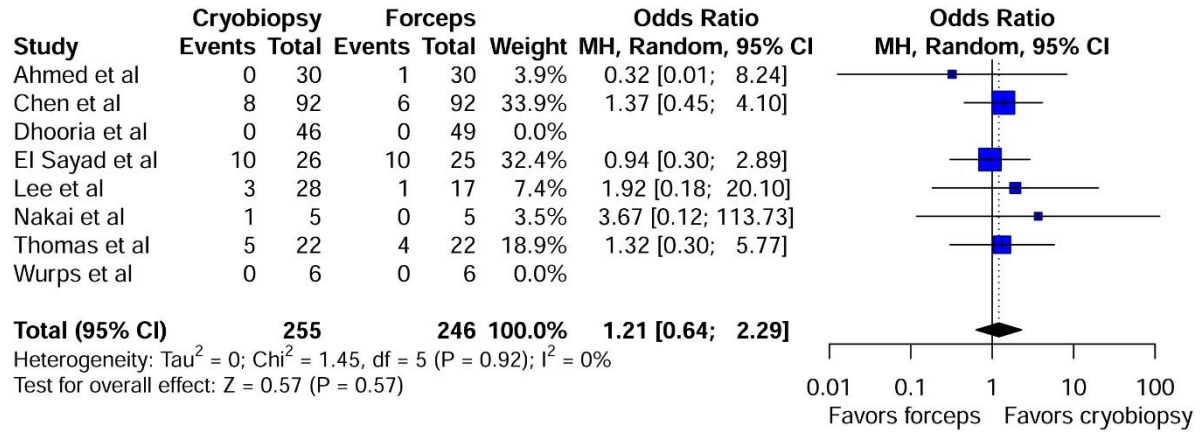 Cryobiopsy Forceps Odds Ratio Odds Ratio
Study Events Total Events Total Weight MH, Random, 95% CI MH, Random, 95% CI
Ahmed et al 0 30 1 30 3.9% 0.32 [0.01; 8.24]
Chen et al 8 92 6 92 33.9% 1.37 [0.45; 4.10]
Dhooria et al 0 46 0 49 0.0%
El Sayad et al 10 26 10 25 32.4% 0.94 [0.30; 2.89]
Lee et al 3 28 1 17 7.4% 1.92 [0.18; 20.10]
Nakai et al 1 5 0 5 3.5% 3.67 [0.12; 113.73]
Thomas et al 5 22 4 22 18.9% 1.32 [0.30; 5.77]
Wurps et al 0 6 0 6 0.0%
Total (95% CI) 255 246 100.0% 1.21 [0.64; 2.29]
Heterogeneity: Tau² = 0; Chi² = 1.45, df = 5 (P = 0.92); I² = 0%
Test for overall effect: Z = 0.57 (P = 0.57)
0.01 0.1 1 10 100
Favors forceps Favors cryobiopsy